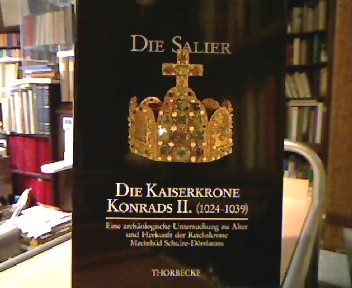 DIE SALIER
DIE KAISERKRONE
KONRADS II. (1024–1039)
Eine archäologische Untersuchung zu Alter
und Herkunft der Reichskrone
Mechthild Schulze-Dörrlamm
THORBECKE